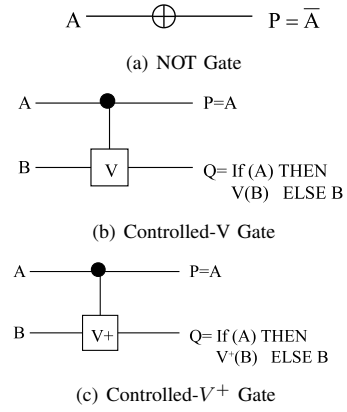 A P = A̅
(a) NOT Gate
A P=A
B V Q= If (A) THEN
V(B) ELSE B
(b) Controlled-V Gate
A P=A
B V+ Q= If (A) THEN
V⁺(B) ELSE B
(c) Controlled-V⁺ Gate